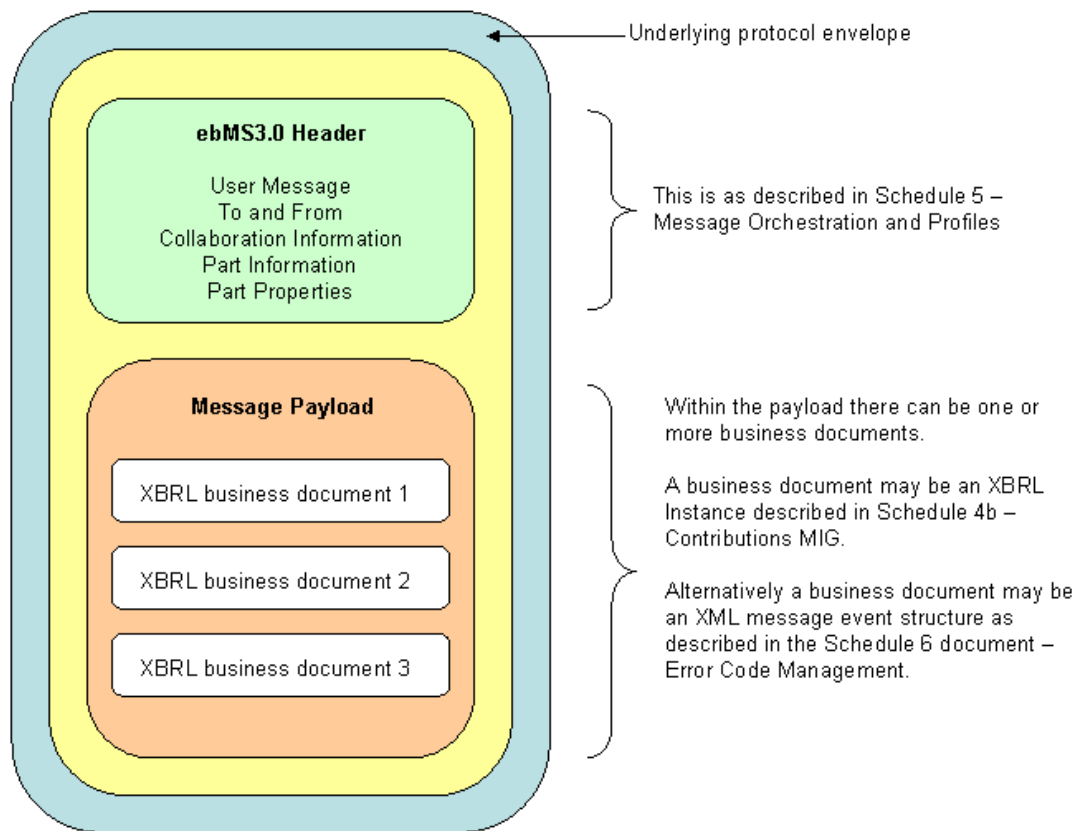 Underlying protocol envelope
ebMS3.0 Header
User Message
To and From
Collaboration Information
Part Information
Part Properties
This is as described in Schedule 5 –
Message Orchestration and Profiles
Message Payload
XBRL business document 1
XBRL business document 2
XBRL business document 3
Within the payload there can be one or
more business documents.
A business document may be an XBRL
Instance described in Schedule 4b –
Contributions MIG.
Alternatively a business document may be
an XML message event structure as
described in the Schedule 6 document –
Error Code Management.